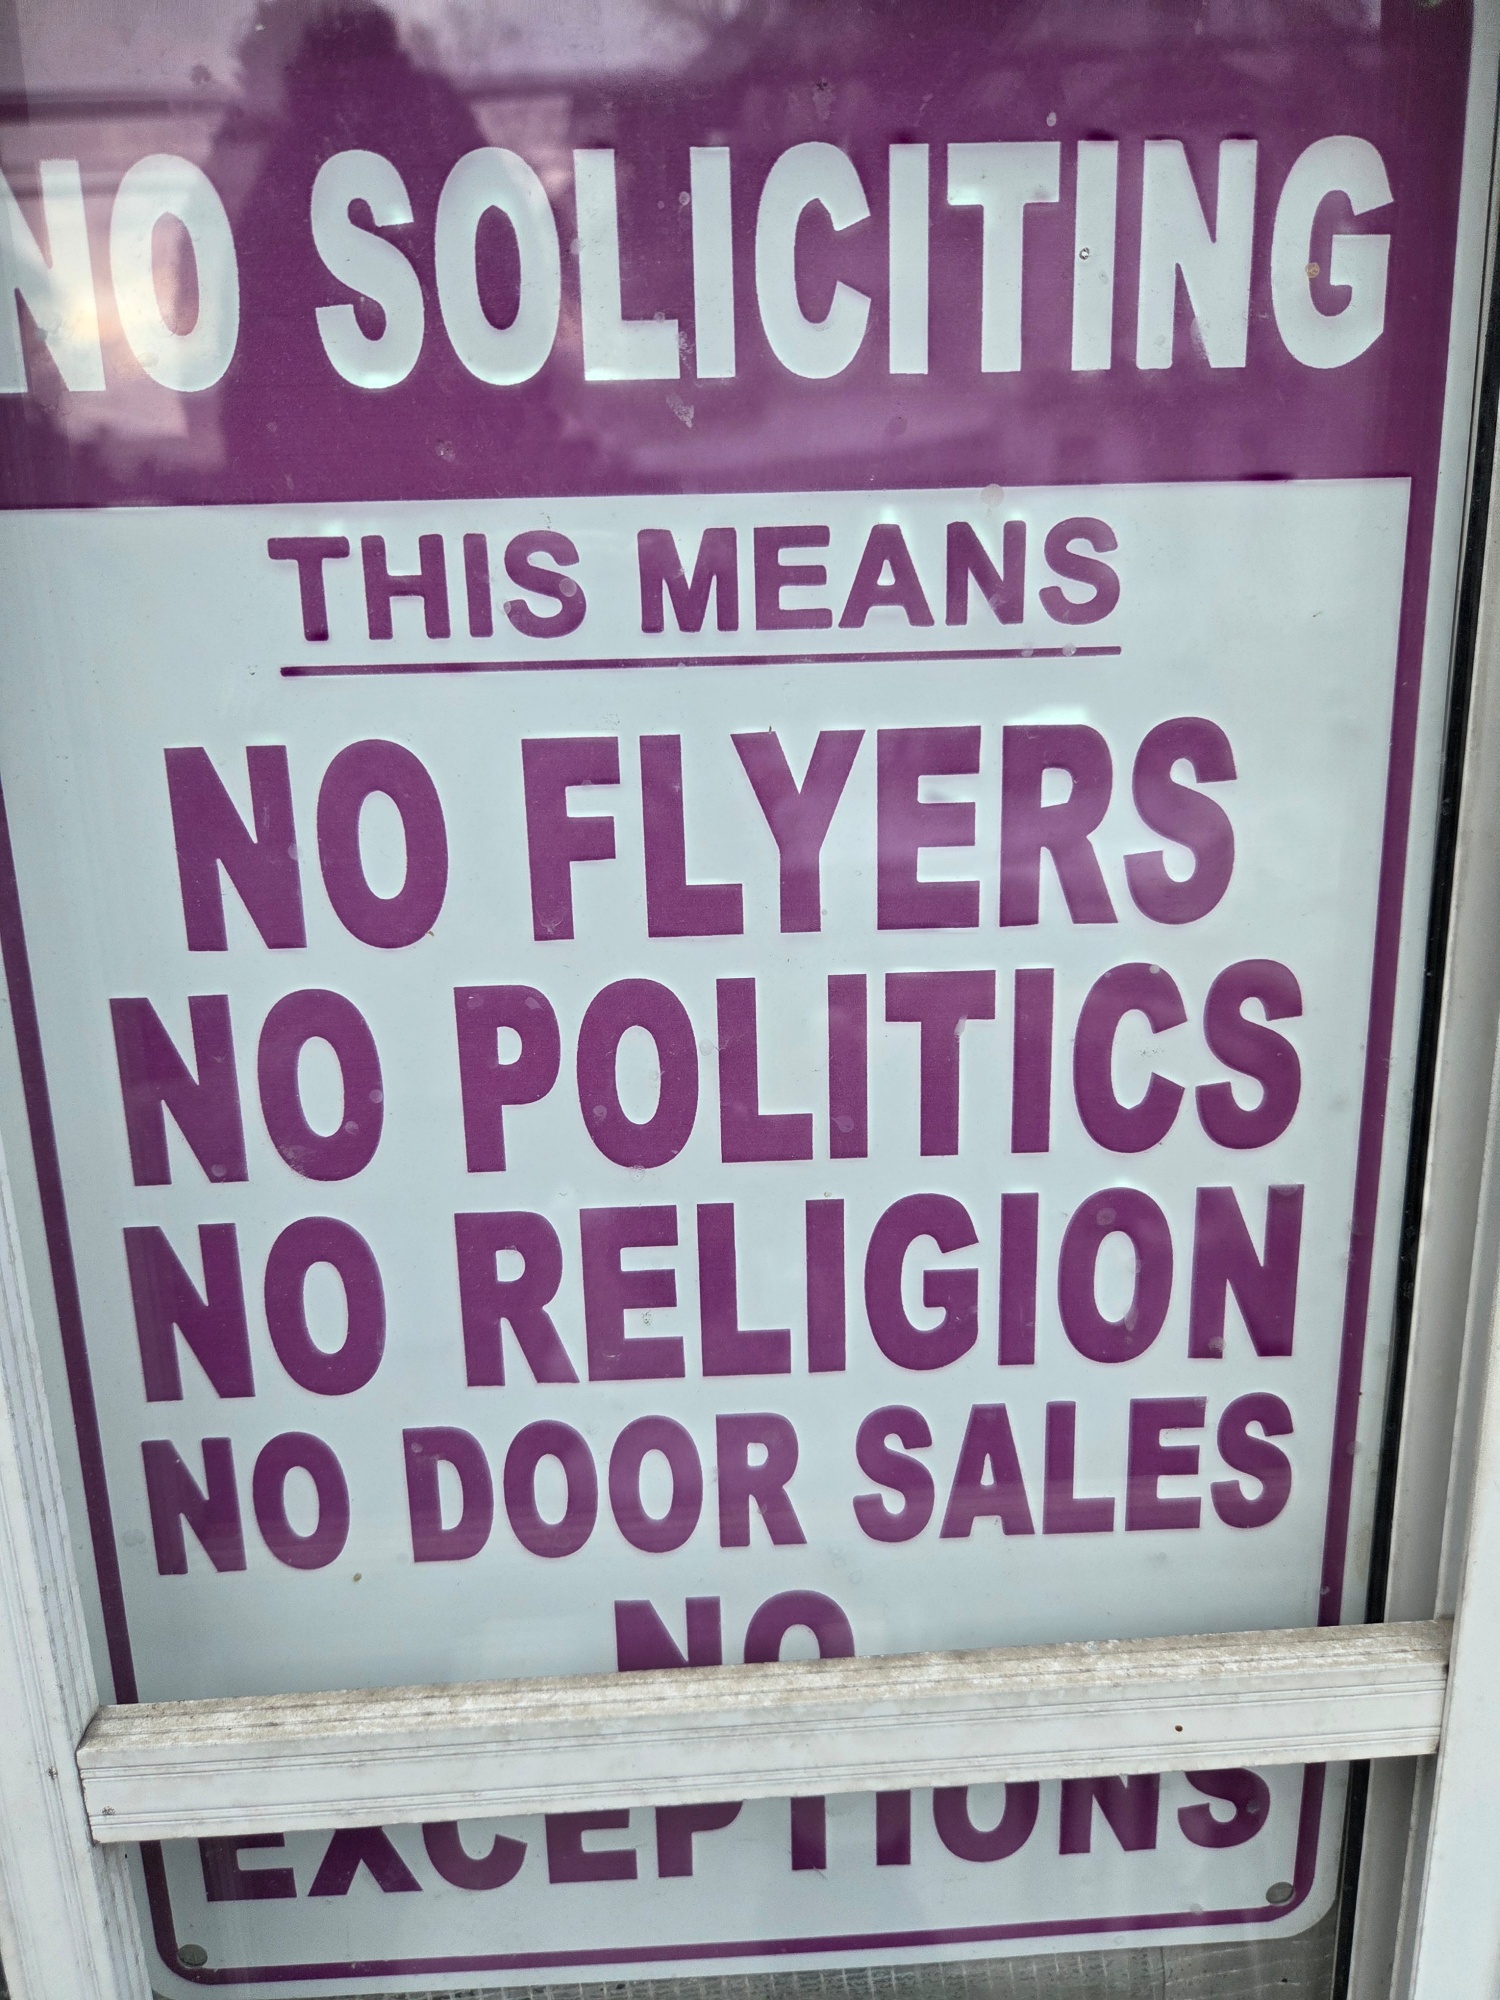 NO SOLICITING
THIS MEANS
NO FLYERS
NO POLITICS
NO RELIGION
NO DOOR SALES
NO
EXCEPTIONS